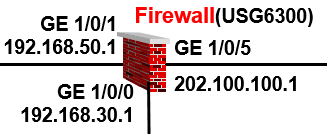 Firewall(USG6300)
GE 1/0/1
192.168.50.1
GE 1/0/5
202.100.100.1
GE 1/0/0
192.168.30.1